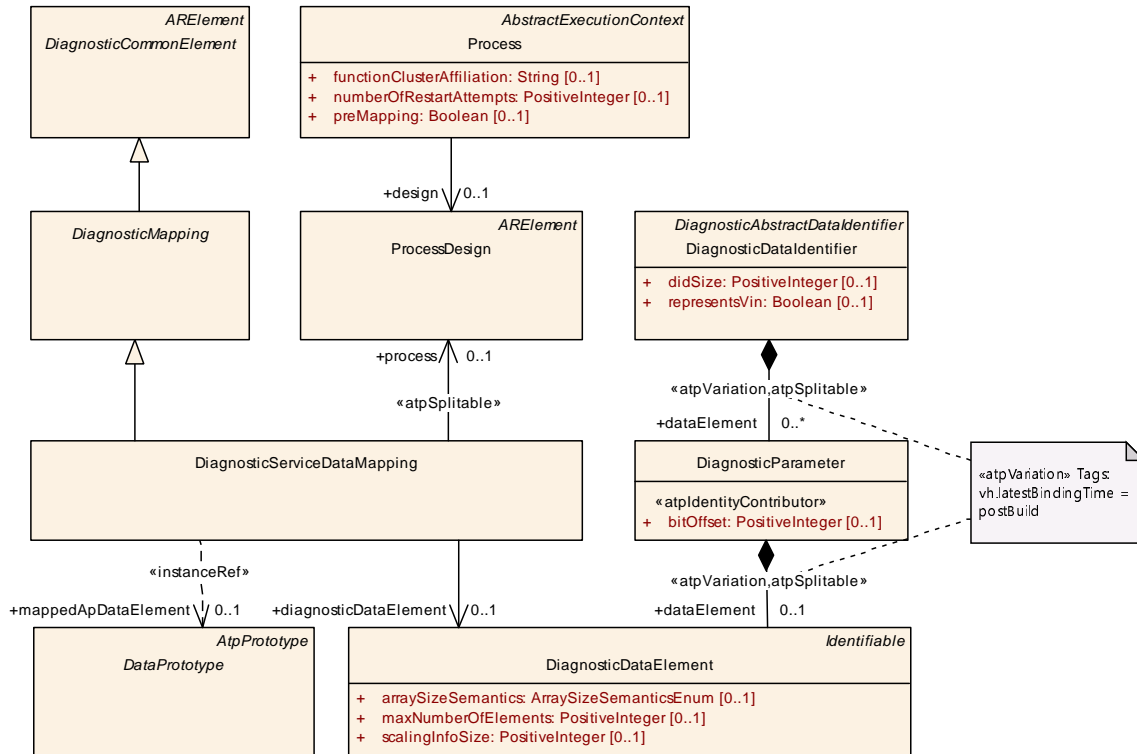 ARElement
DiagnosticCommonElement
AbstractExecutionContext
Process
+ functionClusterAffiliation: String [0..1]
+ numberOfRestartAttempts: PositiveInteger [0..1]
+ preMapping: Boolean [0..1]
+design 0..1
DiagnosticMapping
ARElement
ProcessDesign
DiagnosticAbstractDataIdentifier
DiagnosticDataIdentifier
+ didSize: PositiveInteger [0..1]
+ representsVin: Boolean [0..1]
+process 0..1
«atpSplitable»
«atpVariation,atpSplitable»
+dataElement 0..*
DiagnosticServiceDataMapping
DiagnosticParameter
«atpIdentityContributor»
+ bitOffset: PositiveInteger [0..1]
«atpVariation» Tags:
vh.latestBindingTime =
postBuild
«instanceRef»
«atpVariation,atpSplitable»
+mappedApDataElement 0..1
+diagnosticDataElement 0..1
+dataElement 0..1
AtpPrototype
DataPrototype
Identifiable
DiagnosticDataElement
+ arraySizeSemantics: ArraySizeSemanticsEnum [0..1]
+ maxNumberOfElements: PositiveInteger [0..1]
+ scalingInfoSize: PositiveInteger [0..1]